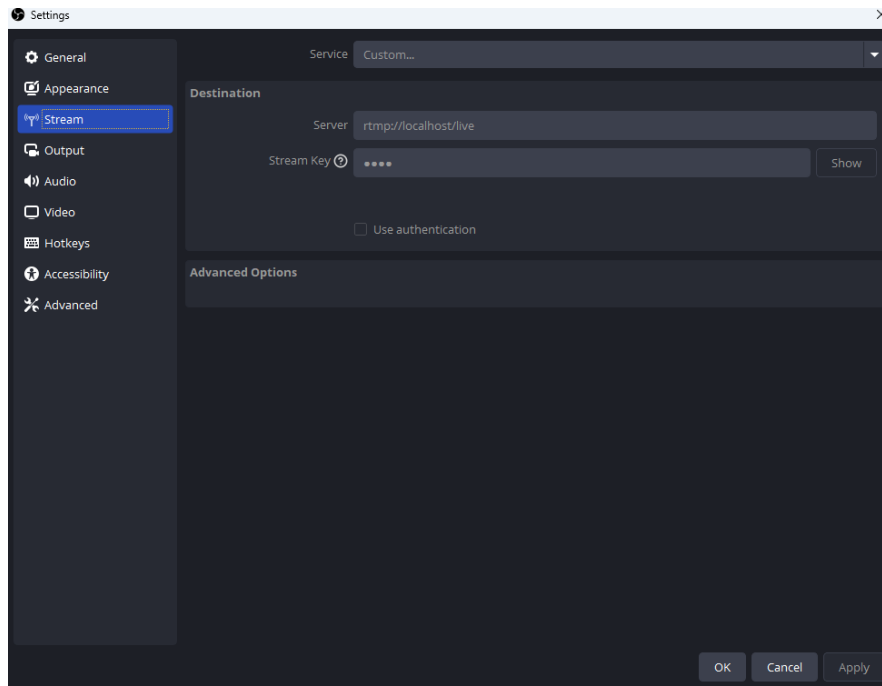 Settings
General
Appearance
Stream
Output
Audio
Video
Hotkeys
Accessibility
Advanced
Service Custom...
Destination
Server rtmp://localhost/live
Stream Key ●●●● Show
Use authentication
Advanced Options
OK Cancel Apply